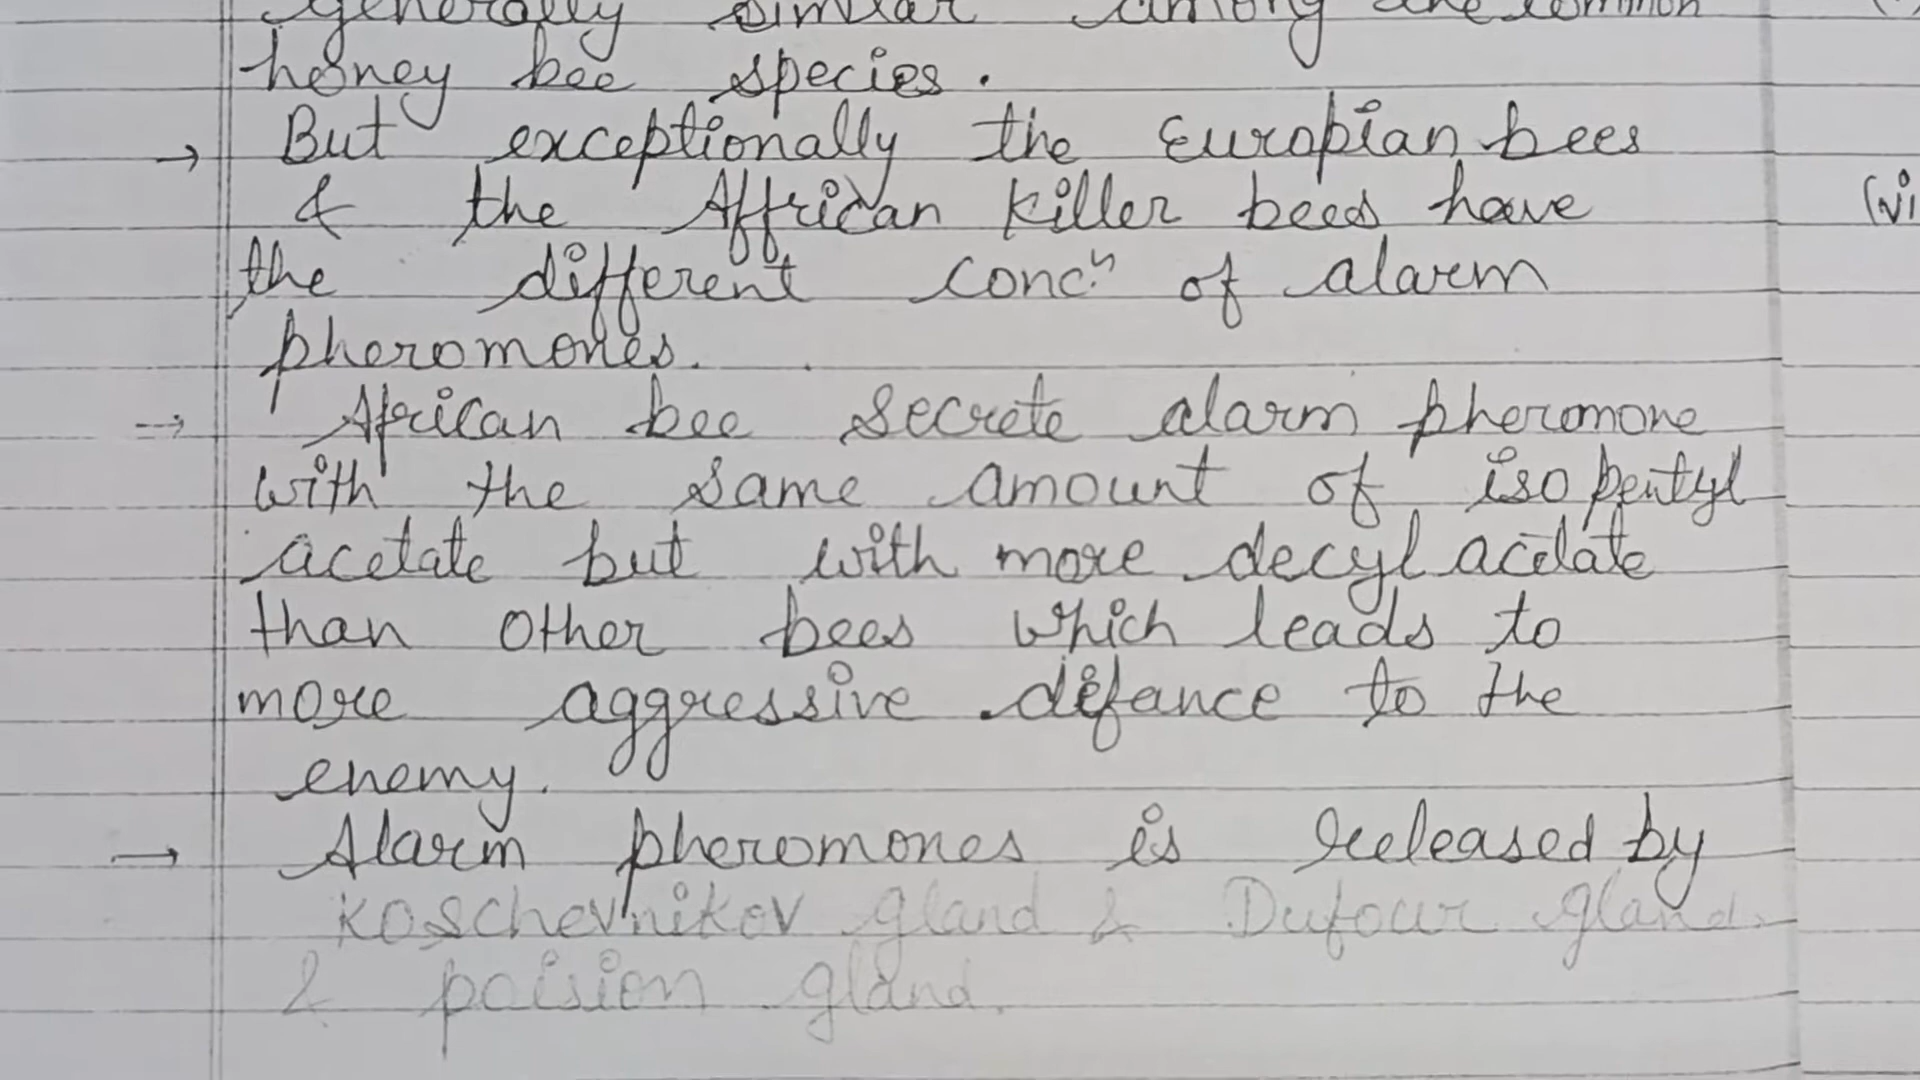 generally similar among the common
honey bee species.
→ But exceptionally the Europian bees
& the Affrican killer bees have
the different concⁿ of alarm
pheromones.
→ African bee secrete alarm pheromone
with the same amount of isopentyl
acetate but with more decyl acetate
than other bees which leads to
more aggressive defance to the
enemy.
→ Alarm pheromones is released by
Koschevnikov gland & Dufour gland.
& poision gland.
(vi